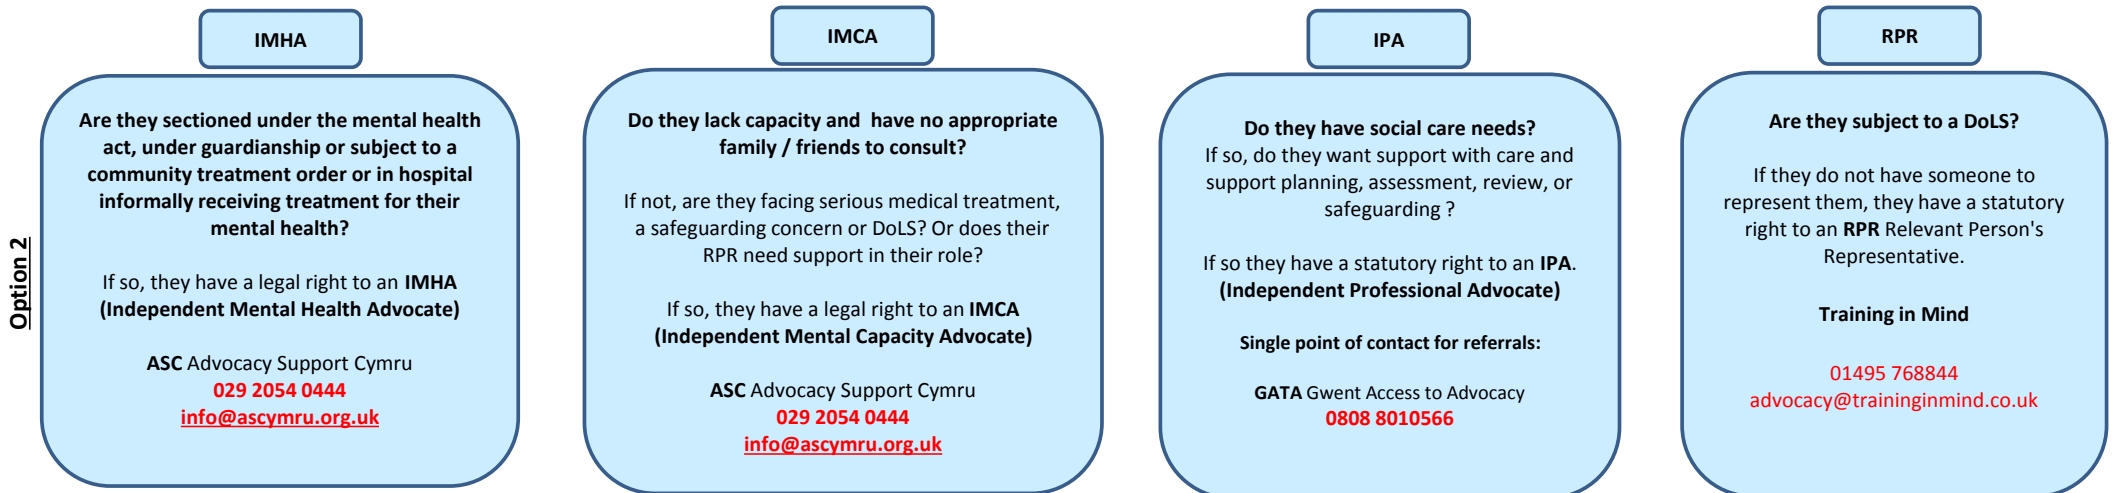 Option 2
IMHA
Are they sectioned under the mental health
act, under guardianship or subject to a
community treatment order or in hospital
informally receiving treatment for their
mental health?
If so, they have a legal right to an IMHA
(Independent Mental Health Advocate)
ASC Advocacy Support Cymru
029 2054 0444
info@ascymru.org.uk
IMCA
Do they lack capacity and have no appropriate
family / friends to consult?
If not, are they facing serious medical treatment,
a safeguarding concern or DoLS? Or does their
RPR need support in their role?
If so, they have a legal right to an IMCA
(Independent Mental Capacity Advocate)
ASC Advocacy Support Cymru
029 2054 0444
info@ascymru.org.uk
IPA
Do they have social care needs?
If so, do they want support with care and
support planning, assessment, review, or
safeguarding ?
If so they have a statutory right to an IPA.
(Independent Professional Advocate)
Single point of contact for referrals:
GATA Gwent Access to Advocacy
0808 8010566
RPR
Are they subject to a DoLS?
If they do not have someone to
represent them, they have a statutory
right to an RPR Relevant Person's
Representative.
Training in Mind
01495 768844
advocacy@traininginmind.co.uk